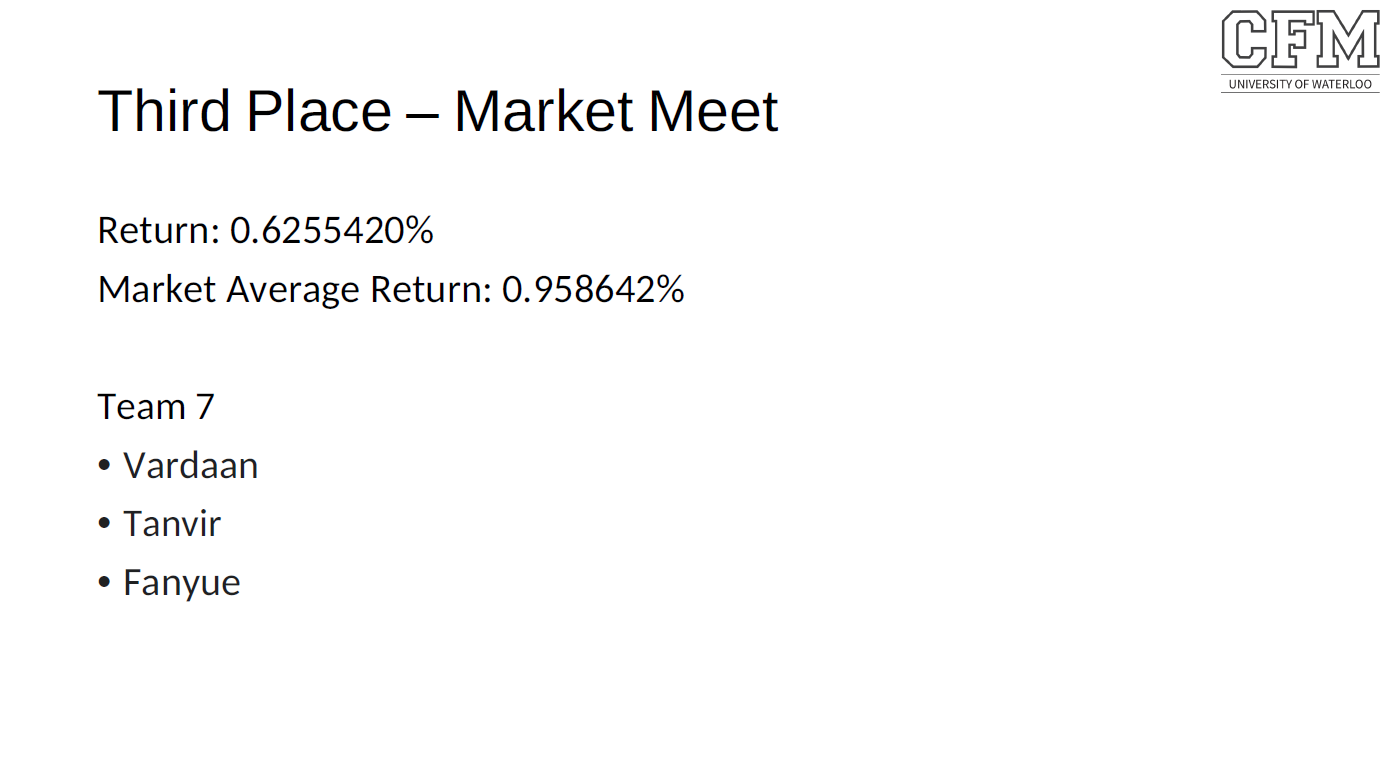 CFM
UNIVERSITY OF WATERLOO
Third Place – Market Meet
Return: 0.6255420%
Market Average Return: 0.958642%
Team 7
• Vardaan
• Tanvir
• Fanyue